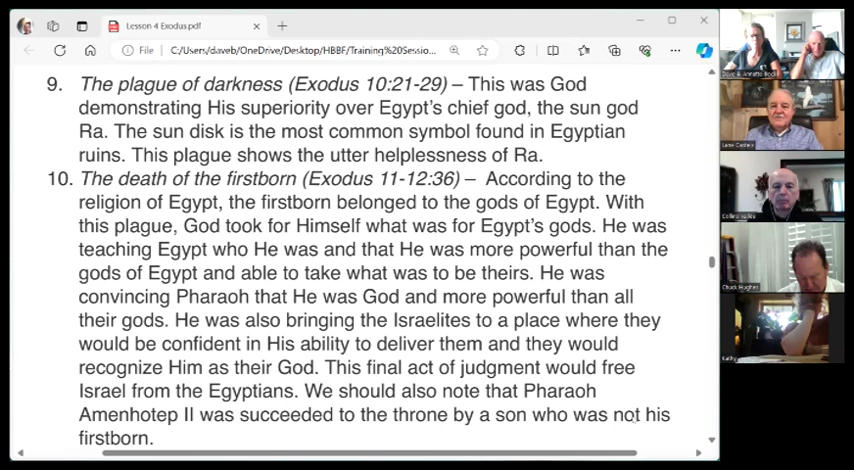 Lesson 4 Exodus.pdf
File
C:/Users/daveb/OneDrive/Desktop/HBBF/Training%20Sessio...
9. The plague of darkness (Exodus 10:21-29) – This was God
demonstrating His superiority over Egypt's chief god, the sun god
Ra. The sun disk is the most common symbol found in Egyptian
ruins. This plague shows the utter helplessness of Ra.
10. The death of the firstborn (Exodus 11-12:36) – According to the
religion of Egypt, the firstborn belonged to the gods of Egypt. With
this plague, God took for Himself what was for Egypt's gods. He was
teaching Egypt who He was and that He was more powerful than the
gods of Egypt and able to take what was to be theirs. He was
convincing Pharaoh that He was God and more powerful than all
their gods. He was also bringing the Israelites to a place where they
would be confident in His ability to deliver them and they would
recognize Him as their God. This final act of judgment would free
Israel from the Egyptians. We should also note that Pharaoh
Amenhotep II was succeeded to the throne by a son who was not his
firstborn.
Dave & Annette
Collins
Chuck Hughes
Kathy